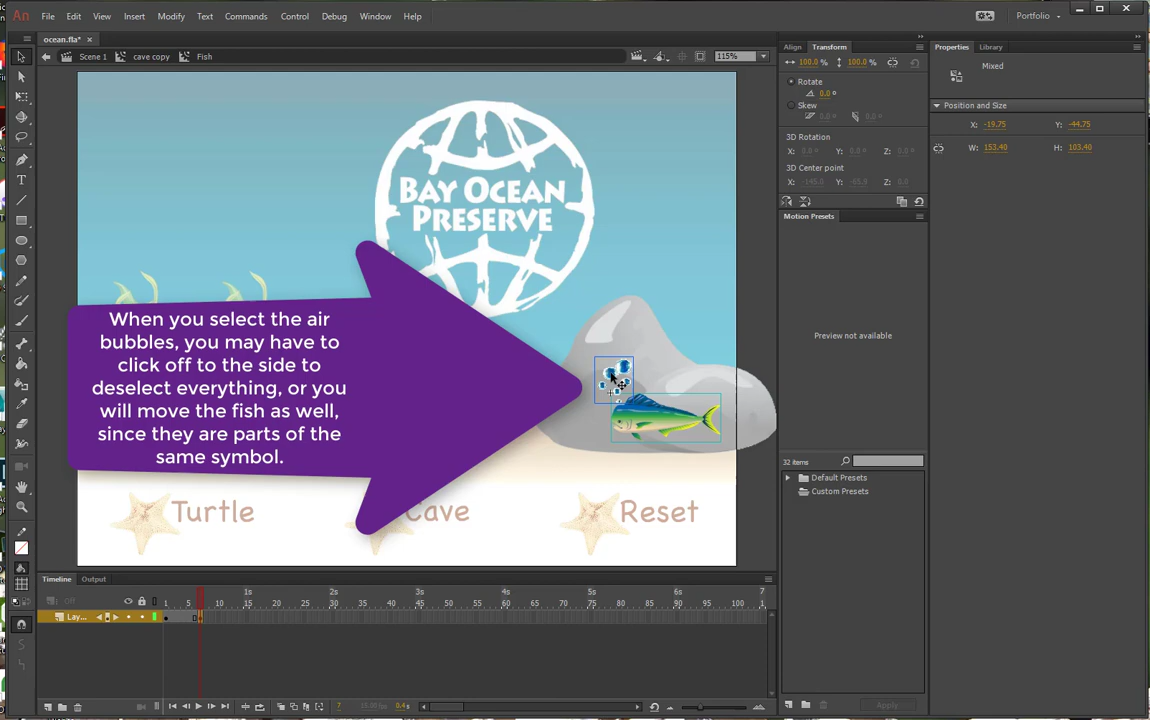 An File Edit View Insert Modify Text Commands Control Debug Window Help Portfolio
ocean.fla* ×
Scene 1 cave copy Fish 115%
Align Transform
100.0 % 100.0 %
Rotate
0.0°
Skew
0.0° 0.0°
3D Rotation
X: 0.0° Y: 0.0° Z: 0.0°
3D Center point
X: -145.0 Y: -65.9 Z: 0.0
Motion Presets
Preview not available
32 items
Default Presets
Custom Presets
Apply
Properties Library
Mixed
Position and Size
X: -19.75 Y: -44.75
W: 153.40 H: 103.40
BAY OCEAN
PRESERVE
When you select the air
bubbles, you may have to
click off to the side to
deselect everything, or you
will move the fish as well,
since they are parts of the
same symbol.
Turtle Cave Reset
Timeline Output
1s 2s 3s 4s 5s 6s 7
1 5 10 15 20 25 30 35 40 45 50 55 60 65 70 75 80 85 90 95 100 1
Lay...
7 15.00 fps 0.4s